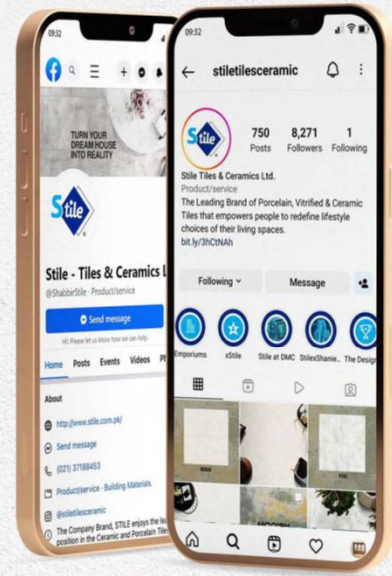 09:32
TURN YOUR
DREAM HOUSE
INTO REALITY
Stile
Stile - Tiles & Ceramics L
@ShabbirStile · Product/service
Send message
Hi! Please let us know how we can help.
Home Posts Events Videos Ph
About
http://www.stile.com.pk/
Send message
(021) 37188453
Product/service · Building Materials
@stiletilesceramic
The Company Brand, STILE enjoys the lea
position in the Ceramic and Porcelain Tile
09:32
stiletilesceramic
Stile
750 8,271 1
Posts Followers Following
Stile Tiles & Ceramics Ltd.
Product/service
The Leading Brand of Porcelain, Vitrified & Ceramic
Tiles that empowers people to redefine lifestyle
choices of their living spaces.
bit.ly/3hCtNAh
Following Message
Emporiums xStile Stile at DMC StilexShanie... The Design